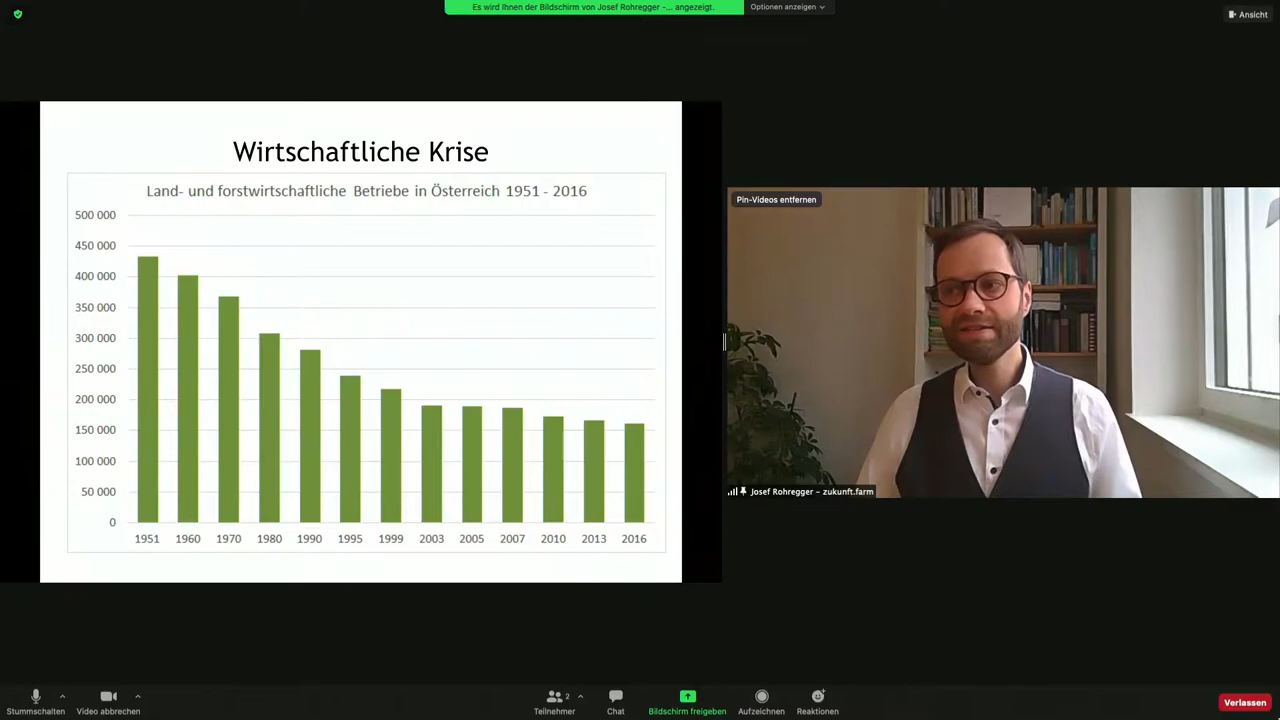 Es wird Ihnen der Bildschirm von Josef Rohregger -... angezeigt.
Optionen anzeigen
Ansicht
Wirtschaftliche Krise
Land- und forstwirtschaftliche Betriebe in Österreich 1951 - 2016
500 000
450 000
400 000
350 000
300 000
250 000
200 000
150 000
100 000
50 000
0
1951 1960 1970 1980 1990 1995 1999 2003 2005 2007 2010 2013 2016
Pin-Videos entfernen
Josef Rohregger – zukunft.farm
Stummschalten
Video abbrechen
2
Teilnehmer
Chat
Bildschirm freigeben
Aufzeichnen
Reaktionen
Verlassen